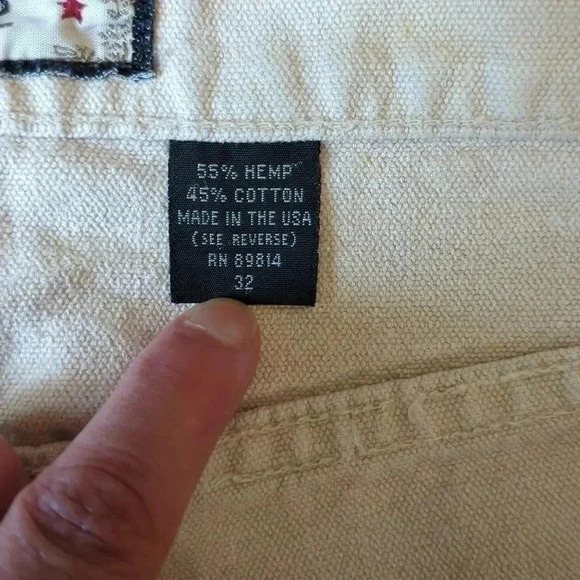 55% HEMP
45% COTTON
MADE IN THE USA
(SEE REVERSE)
RN 89814
32